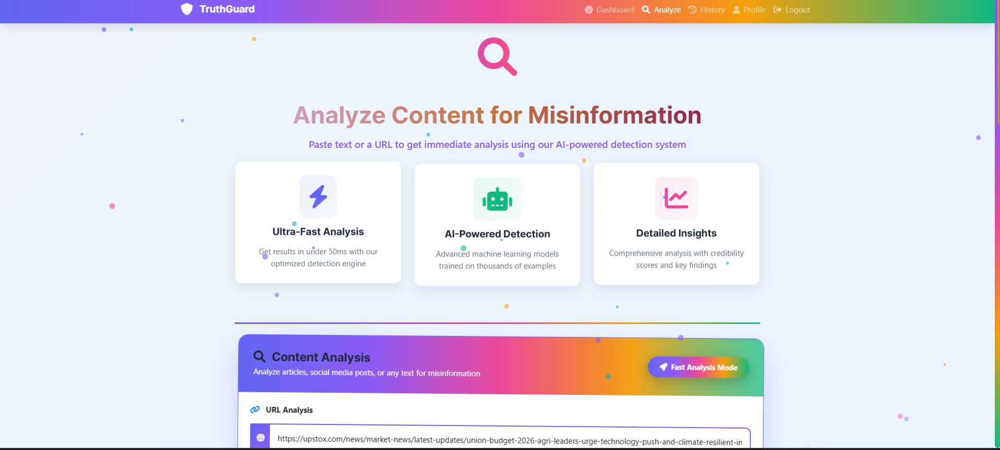 TruthGuard
Dashboard
Analyze
History
Profile
Logout
Analyze Content for Misinformation
Paste text or a URL to get immediate analysis using our AI-powered detection system
Ultra-Fast Analysis
Get results in under 50ms with our
optimized detection engine
AI-Powered Detection
Advanced machine learning models
trained on thousands of examples
Detailed Insights
Comprehensive analysis with credibility
scores and key findings
Content Analysis
Analyze articles, social media posts, or any text for misinformation
Fast Analysis Mode
URL Analysis
https://upstox.com/news/market-news/latest-updates/union-budget-2026-agri-leaders-urge-technology-push-and-climate-resilient-in